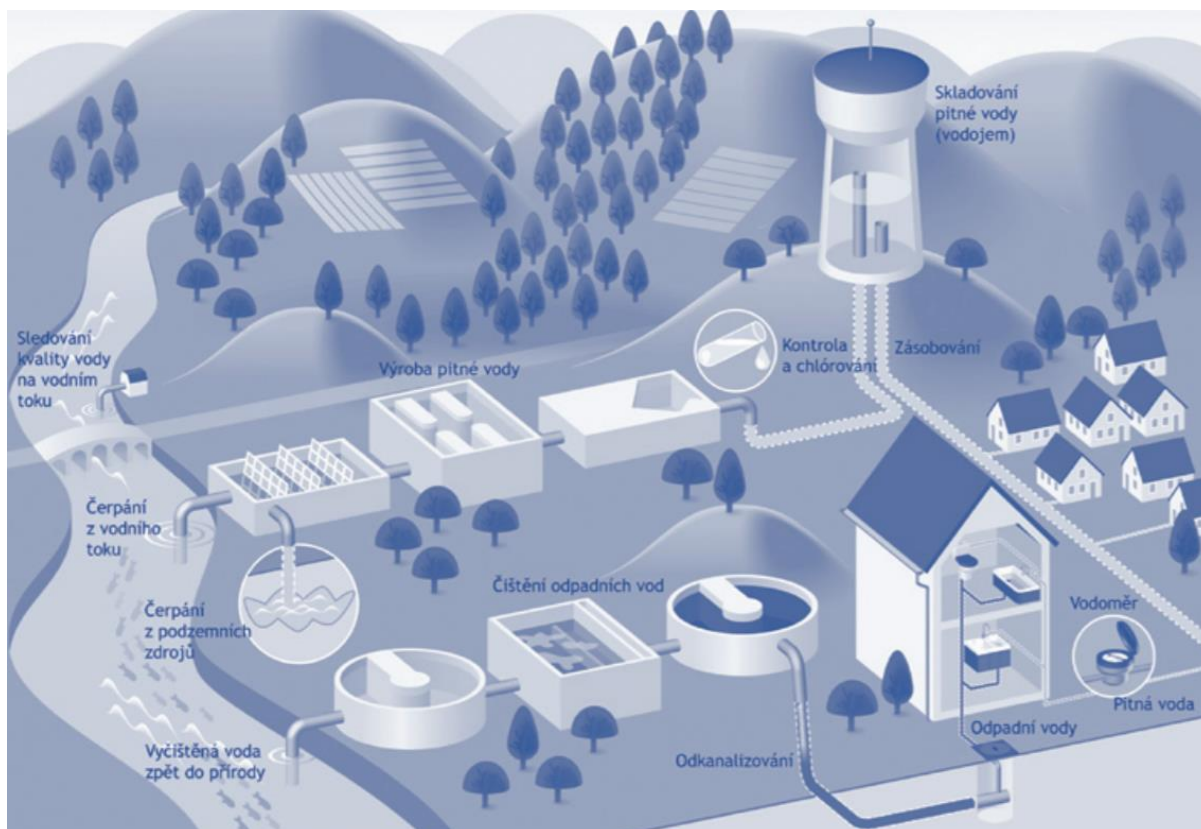 Skladování
pitné vody
(vodojem)
Sledování
kvality vody
na vodním
toku
Výroba pitné vody
Kontrola
a chlórování
Zásobování
Čerpání
z vodního
toku
Čerpání
z podzemních
zdrojů
Čištění odpadních vod
Vodoměr
Pitná voda
Odpadní vody
Odkanalizování
Vyčištěná voda
zpět do přírody